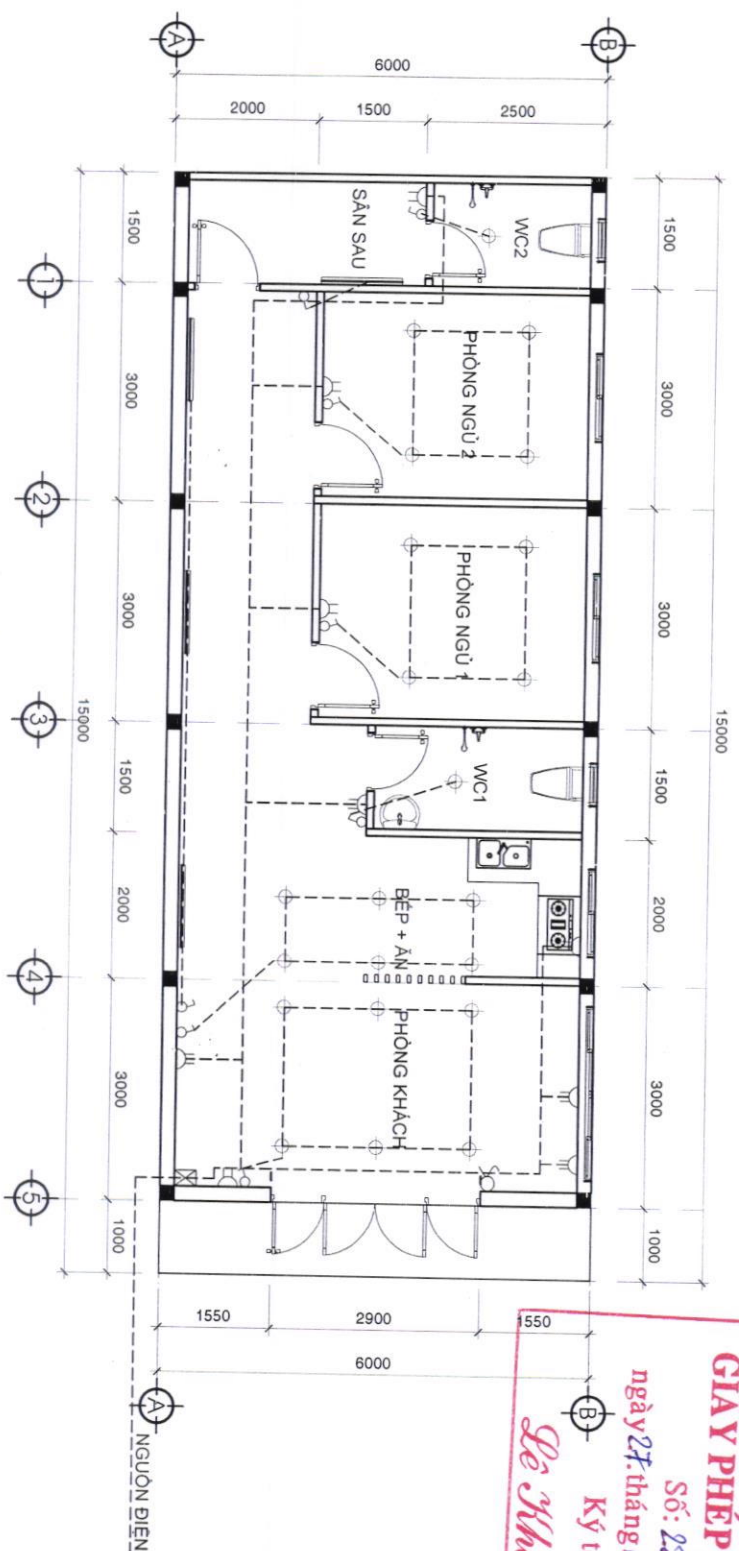 A
B
6000
2000
1500
2500
15000
1500
3000
3000
1500
2000
3000
1000
SÂN SAU
WC2
PHÒNG NGỦ 2
PHÒNG NGỦ 1
WC1
BẾP + ĂN
PHÒNG KHÁCH
1500
3000
3000
1500
2000
3000
1000
15000
1
2
3
4
5
1550
2900
1550
6000
A
B
NGUỒN ĐIỆN
GIẤY PHÉP
Số:
ngày 27 tháng
Ký
Lê